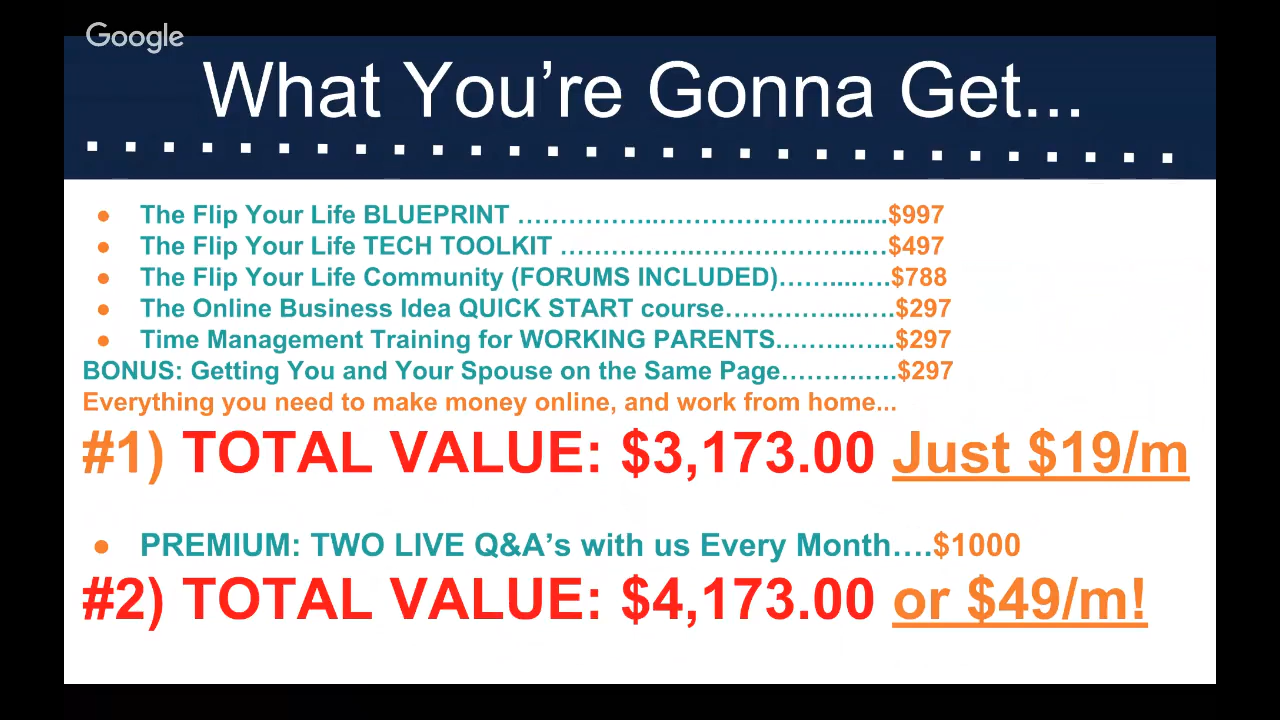 Google
What You’re Gonna Get...
● The Flip Your Life BLUEPRINT ……………..………………….......$997
● The Flip Your Life TECH TOOLKIT …………….……………..….$497
● The Flip Your Life Community (FORUMS INCLUDED)……....….$788
● The Online Business Idea QUICK START course………….....….$297
● Time Management Training for WORKING PARENTS……..…...$297
BONUS: Getting You and Your Spouse on the Same Page……….….$297
Everything you need to make money online, and work from home...
#1) TOTAL VALUE: $3,173.00 Just $19/m
● PREMIUM: TWO LIVE Q&A’s with us Every Month….$1000
#2) TOTAL VALUE: $4,173.00 or $49/m!